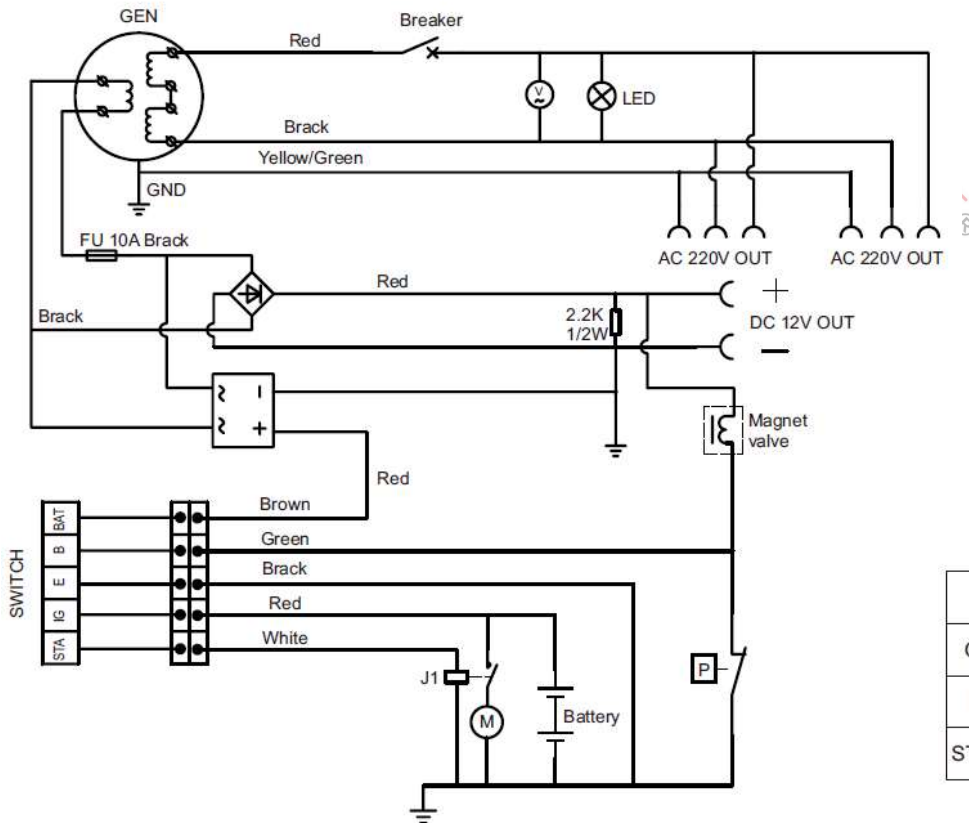 GEN
Breaker
Red
V
LED
Brack
Yellow/Green
GND
FU 10A Brack
AC 220V OUT
AC 220V OUT
Red
+
2.2K
1/2W
DC 12V OUT
Brack
−
~ −
~ +
Magnet
valve
Red
SWITCH
BAT
Brown
B
Green
E
Brack
IG
Red
STA
White
J1
P
M
Battery